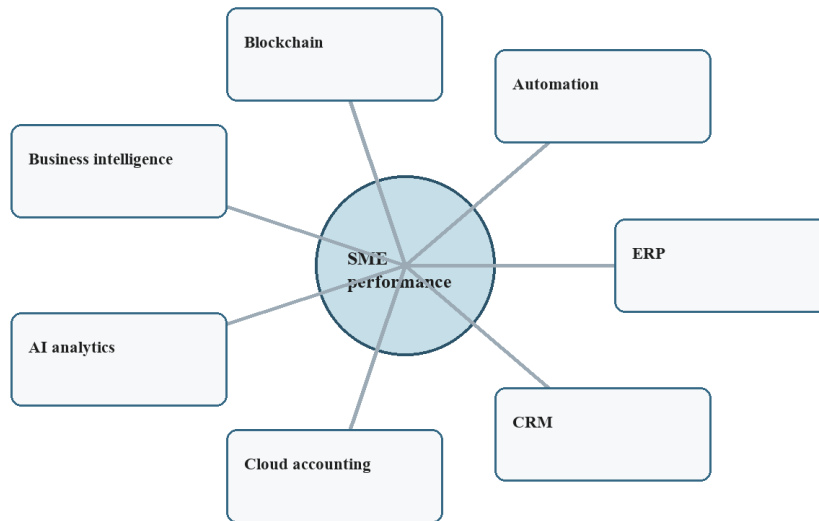 Blockchain
Automation
Business intelligence
SME
performance
ERP
AI analytics
CRM
Cloud accounting